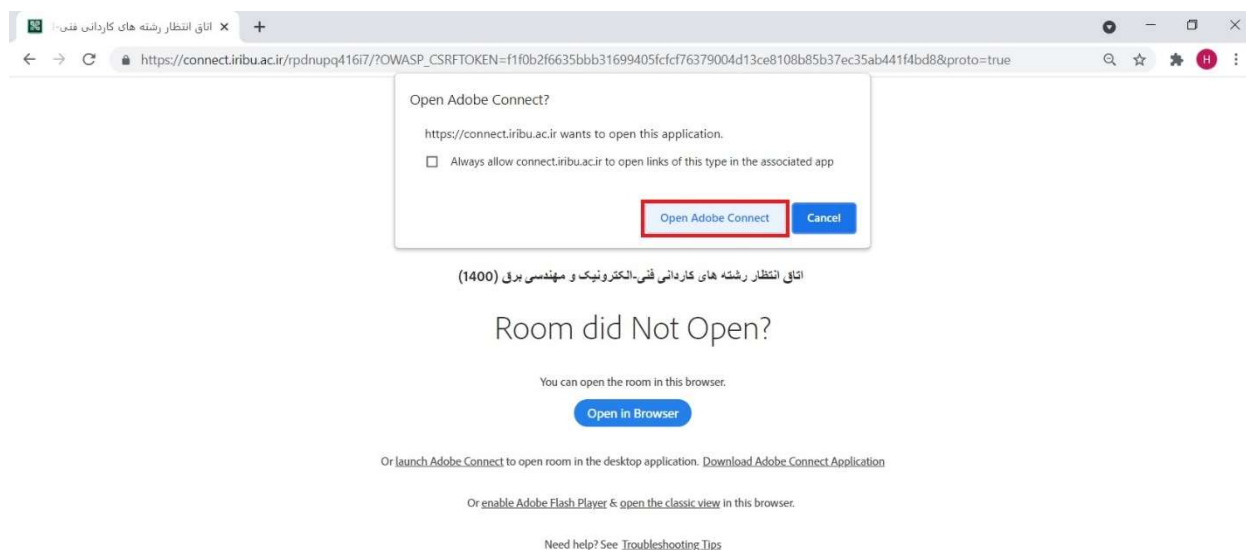 اتاق انتظار رشته های کاردانی فنی-
https://connect.iribu.ac.ir/rpdnupq416i7/?OWASP_CSRFTOKEN=f1f0b2f6635bbb31699405fcfcf76379004d13ce8108b85b37ec35ab441f4bd8&proto=true
H
Open Adobe Connect?
https://connect.iribu.ac.ir wants to open this application.
Always allow connect.iribu.ac.ir to open links of this type in the associated app
Open Adobe Connect Cancel
اتاق انتظار رشته های کاردانی فنی-الکترونیک و مهندسی برق (1400)
Room did Not Open?
You can open the room in this browser.
Open in Browser
Or launch Adobe Connect to open room in the desktop application. Download Adobe Connect Application
Or enable Adobe Flash Player & open the classic view in this browser.
Need help? See Troubleshooting Tips